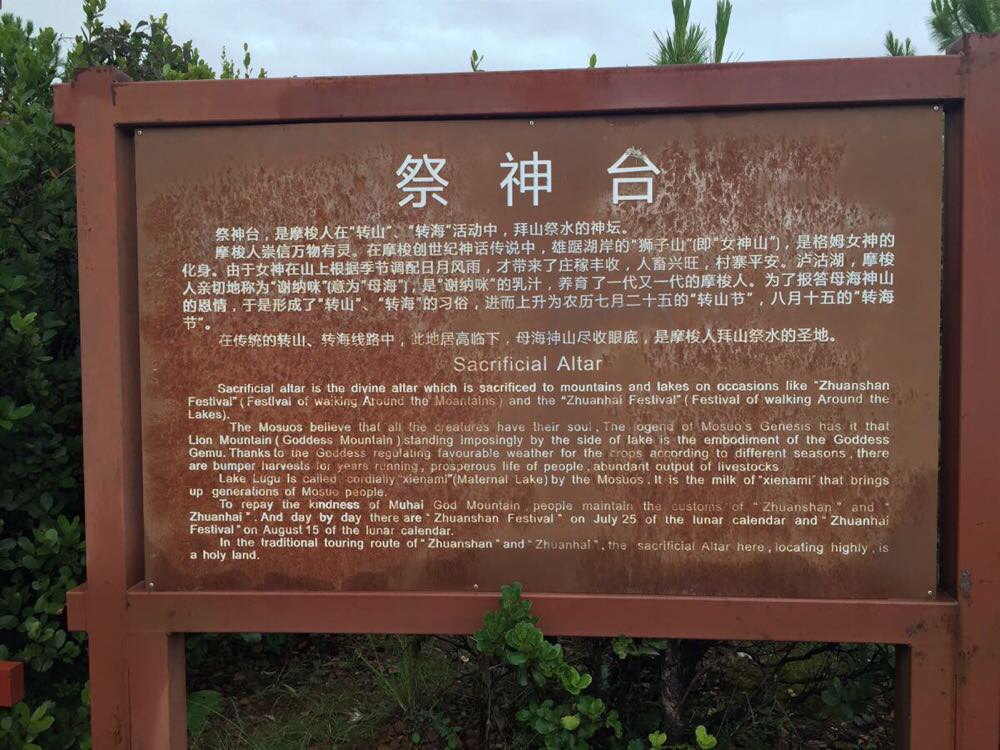 祭神台
祭神台，是摩梭人在"转山"、"转海"活动中，拜山祭水的神坛。
摩梭人崇信万物有灵。在摩梭创世纪神话传说中，雄踞湖岸的"狮子山"(即"女神山")，是格姆女神的
化身。由于女神在山上根据季节调配日月风雨，才带来了庄稼丰收，人畜兴旺，村寨平安。泸沽湖，摩梭
人亲切地称为"谢纳咪"(意为"母海")，是"谢纳咪"的乳汁，养育了一代又一代的摩梭人。为了报答母海神山
的恩情，于是形成了"转山"、"转海"的习俗，进而上升为农历七月二十五的"转山节"，八月十五的"转海
节"。
在传统的转山、转海线路中，此地居高临下，母海神山尽收眼底，是摩梭人拜山祭水的圣地。
Sacrificial Altar
Sacrificial altar is the divine altar which is sacrificed to mountains and lakes on occasions like "Zhuanshan
Festival" ( Festival of walking Around the Moantains ) and the "Zhuanhai Festival" ( Festival of walking Around the
Lakes).
The Mosuos believe that all the creatures have their soul , The legend of Mosuo's Genesis has it that
Lion Mountain ( Goddess Mountain ) standing imposingly by the side of lake is the embodiment of the Goddess
Gemu. Thanks to the Goddess regulating favourable weather for the crops according to different seasons , there
are bumper harvests for years running , prosperous life of people , abundant output of livestocks
Lake Lugu is called cordially "xienami"(Maternal Lake) by the Mosuos . It is the milk of "xienami" that brings
up generations of Mosuo people.
To repay the kindness of Muhai God Mountain , people maintain the customs of " Zhuanshan " and "
Zhuanhai " . And day by day there are " Zhuanshan Festival " on July 25 of the lunar calendar and " Zhuanhai
Festival " on August 15 of the lunar calendar.
In the traditional touring route of " Zhuanshan " and " Zhuanhai " , the sacrificial Altar here , locating highly , is
a holy land.